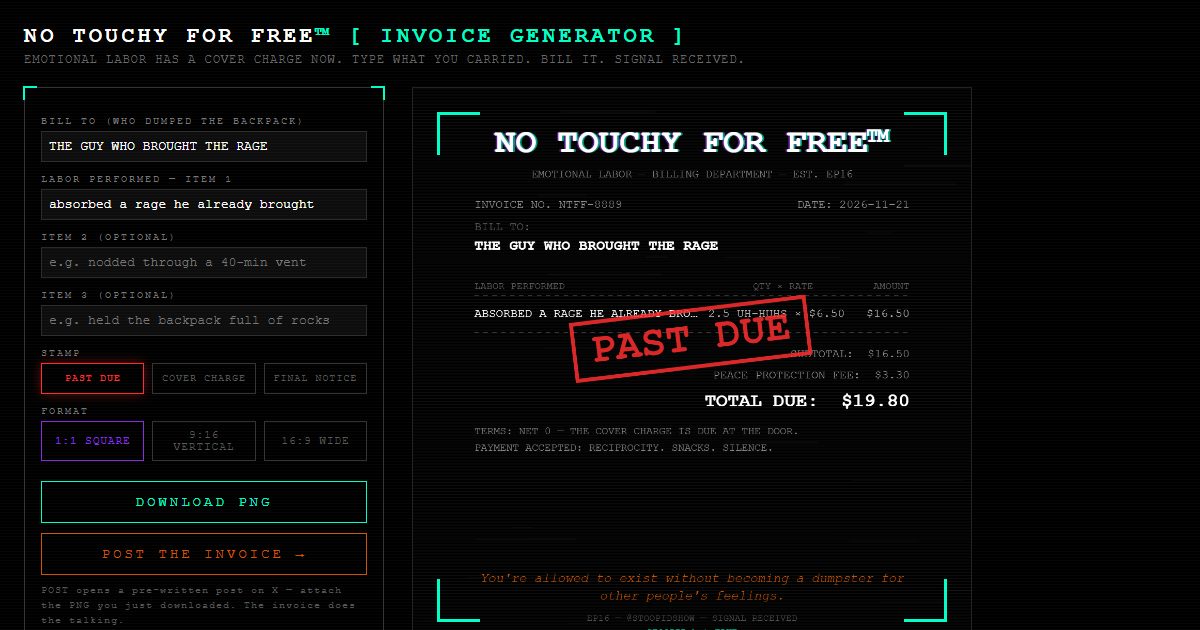 NO TOUCHY FOR FREE™ [ INVOICE GENERATOR ]
EMOTIONAL LABOR HAS A COVER CHARGE NOW. TYPE WHAT YOU CARRIED. BILL IT. SIGNAL RECEIVED.
BILL TO (WHO DUMPED THE BACKPACK)
THE GUY WHO BROUGHT THE RAGE
LABOR PERFORMED — ITEM 1
absorbed a rage he already brought
ITEM 2 (OPTIONAL)
e.g. nodded through a 40-min vent
ITEM 3 (OPTIONAL)
e.g. held the backpack full of rocks
STAMP
PAST DUE
COVER CHARGE
FINAL NOTICE
FORMAT
1:1 SQUARE
9:16
VERTICAL
16:9 WIDE
DOWNLOAD PNG
POST THE INVOICE →
POST opens a pre-written post on X — attach
the PNG you just downloaded. The invoice does
the talking.
NO TOUCHY FOR FREE™
EMOTIONAL LABOR — BILLING DEPARTMENT — EST. EP16
INVOICE NO. NTFF-8889 DATE: 2026-11-21
BILL TO:
THE GUY WHO BROUGHT THE RAGE
LABOR PERFORMED QTY × RATE AMOUNT
ABSORBED A RAGE HE ALREADY BRO… 2.5 UH-HUHS × $6.50 $16.50
PAST DUE
SUBTOTAL: $16.50
PEACE PROTECTION FEE: $3.30
TOTAL DUE: $19.80
TERMS: NET 0 — THE COVER CHARGE IS DUE AT THE DOOR.
PAYMENT ACCEPTED: RECIPROCITY. SNACKS. SILENCE.
You're allowed to exist without becoming a dumpster for
other people's feelings.
EP16 — @STOOPIDSHOW — SIGNAL RECEIVED